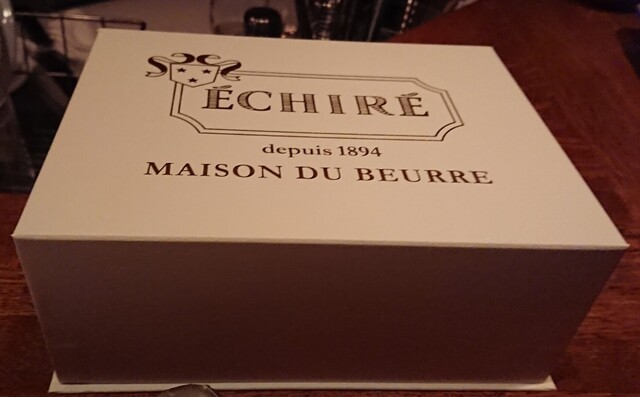 ÉCHIRÉ
depuis 1894
MAISON DU BEURRE